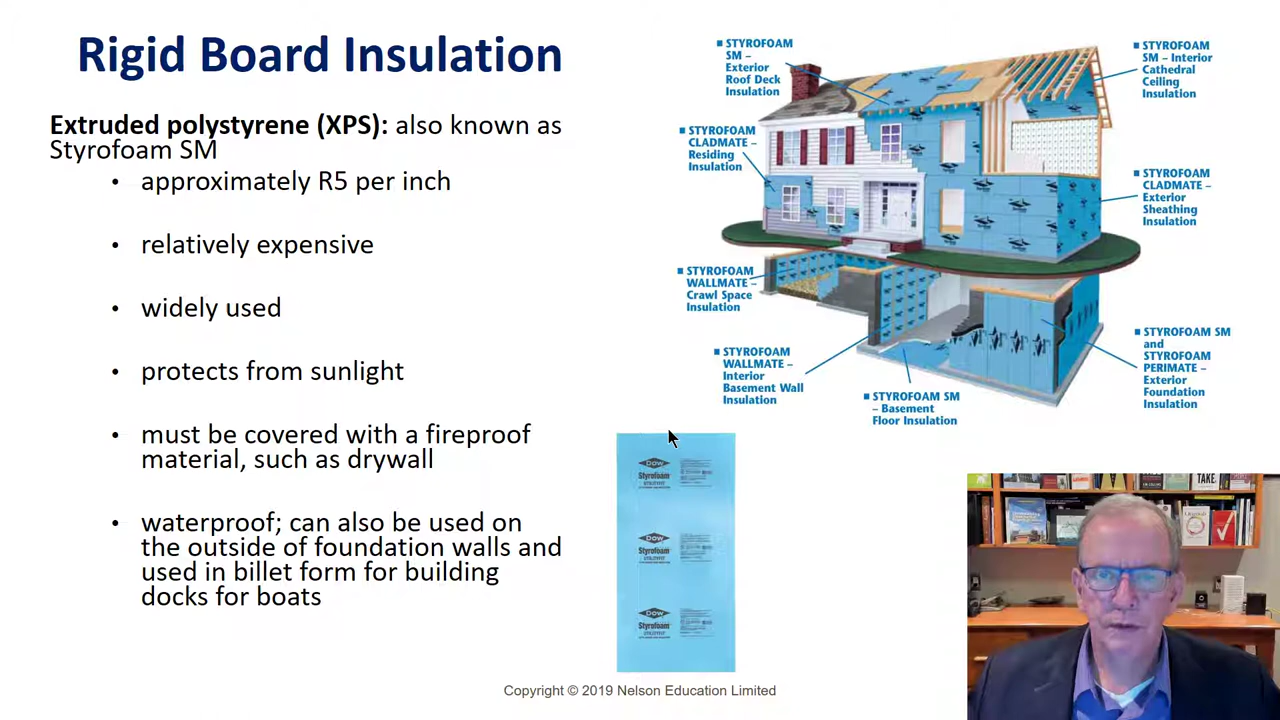 Rigid Board Insulation
Extruded polystyrene (XPS): also known as
Styrofoam SM
• approximately R5 per inch
• relatively expensive
• widely used
• protects from sunlight
• must be covered with a fireproof
material, such as drywall
• waterproof; can also be used on
the outside of foundation walls and
used in billet form for building
docks for boats
STYROFOAM
SM –
Exterior
Roof Deck
Insulation
STYROFOAM
SM – Interior
Cathedral
Ceiling
Insulation
STYROFOAM
CLADMATE –
Residing
Insulation
STYROFOAM
CLADMATE –
Exterior
Sheathing
Insulation
STYROFOAM
WALLMATE –
Crawl Space
Insulation
STYROFOAM
WALLMATE –
Interior
Basement Wall
Insulation
STYROFOAM SM
– Basement
Floor Insulation
STYROFOAM SM
and
STYROFOAM
PERIMATE –
Exterior
Foundation
Insulation
DOW
Styrofoam
DOW
Styrofoam
DOW
Styrofoam
TAKE.
Copyright © 2019 Nelson Education Limited